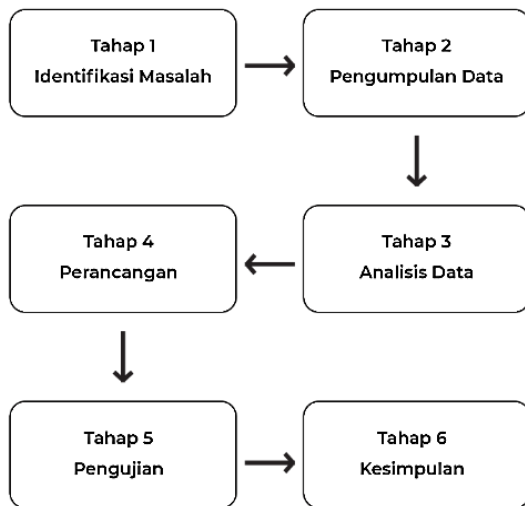 Tahap 1
Identifikasi Masalah
Tahap 2
Pengumpulan Data
Tahap 3
Analisis Data
Tahap 4
Perancangan
Tahap 5
Pengujian
Tahap 6
Kesimpulan